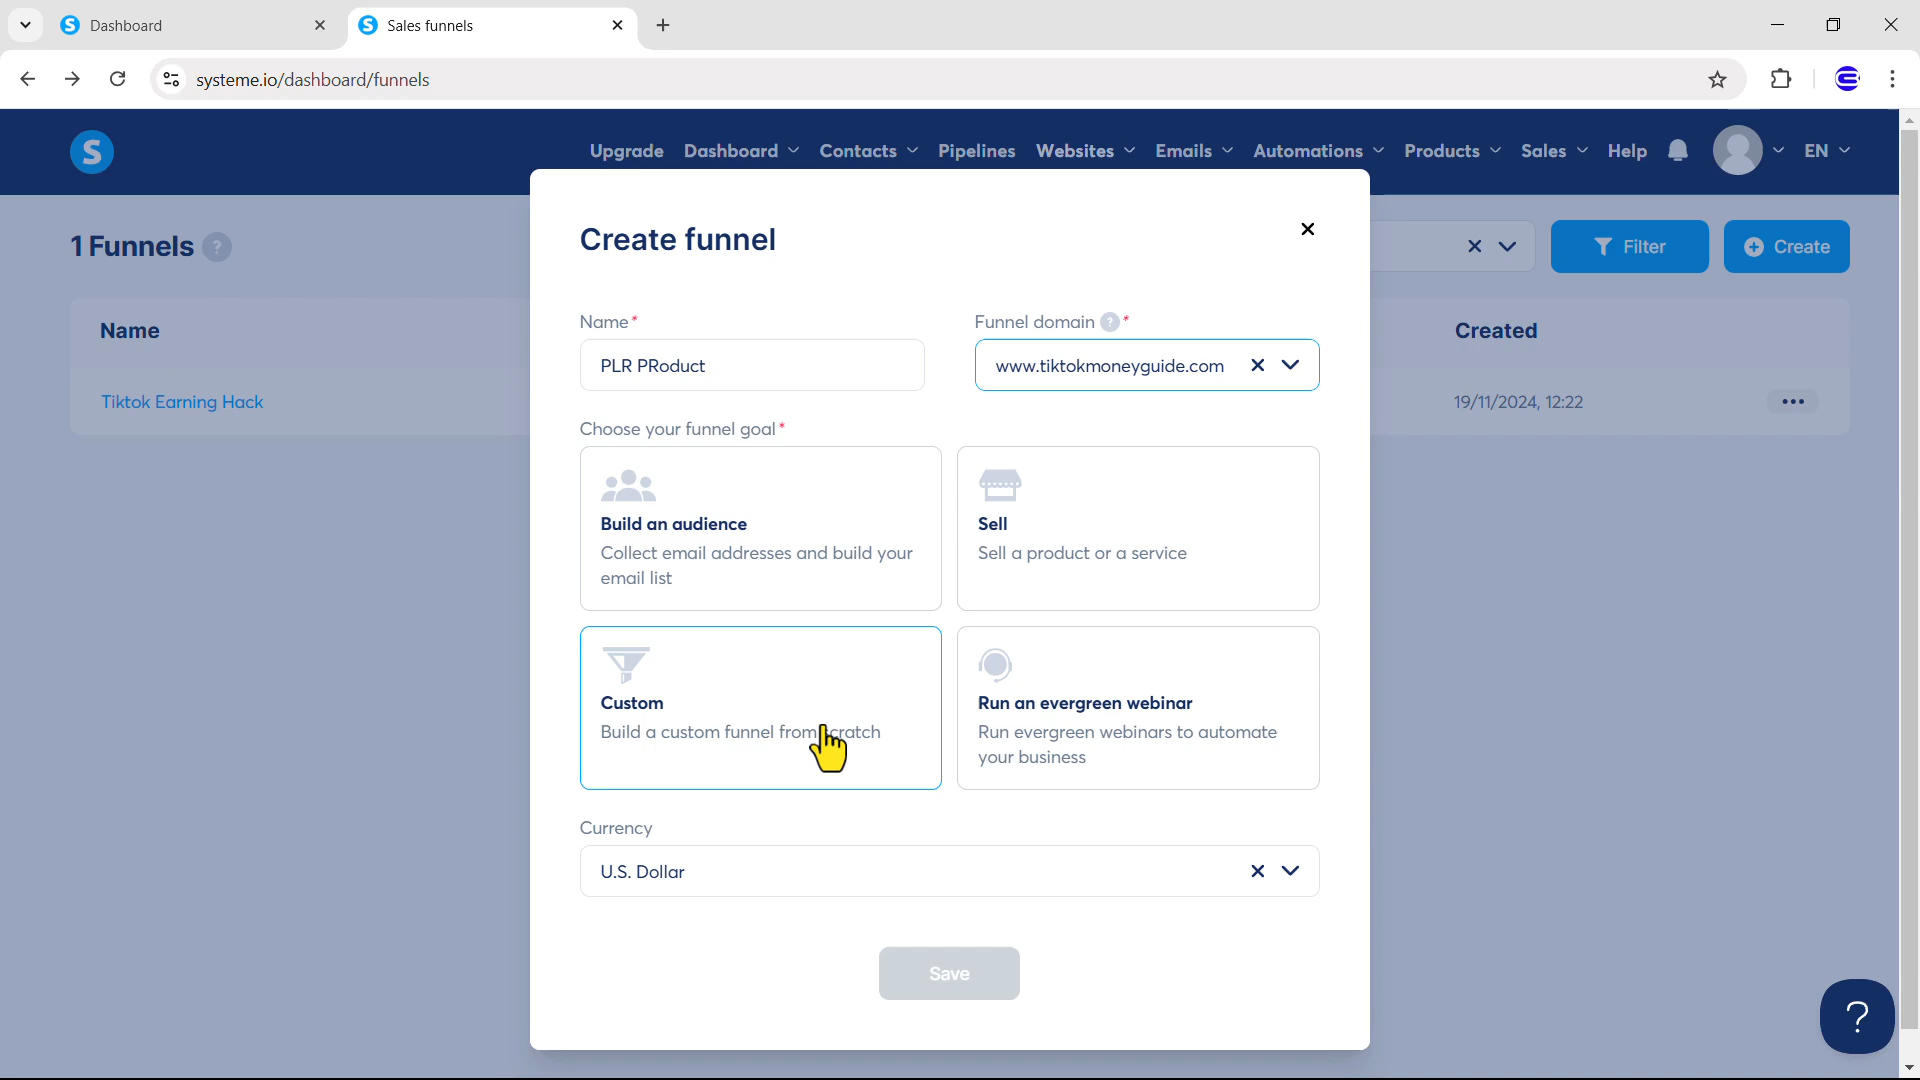 Dashboard
Sales funnels
systeme.io/dashboard/funnels
S
Upgrade Dashboard Contacts Pipelines Websites Emails Automations Products Sales Help EN
1 Funnels ?
Filter
Create
Name
Created
Tiktok Earning Hack
19/11/2024, 12:22
Create funnel
Name*
Funnel domain ? *
PLR PRoduct
www.tiktokmoneyguide.com
Choose your funnel goal*
Build an audience
Collect email addresses and build your
email list
Sell
Sell a product or a service
Custom
Build a custom funnel from scratch
Run an evergreen webinar
Run evergreen webinars to automate
your business
Currency
U.S. Dollar
Save
?